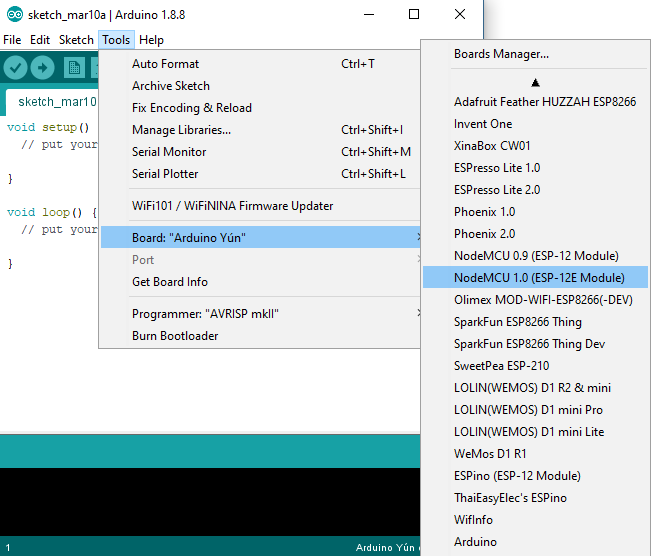 sketch_mar10a | Arduino 1.8.8
File Edit Sketch Tools Help
sketch_mar10
void setup()
// put your
}
void loop() {
// put your
}
Auto Format Ctrl+T
Archive Sketch
Fix Encoding & Reload
Manage Libraries... Ctrl+Shift+I
Serial Monitor Ctrl+Shift+M
Serial Plotter Ctrl+Shift+L
WiFi101 / WiFiNINA Firmware Updater
Board: "Arduino Yún"
Port
Get Board Info
Programmer: "AVRISP mkII"
Burn Bootloader
Boards Manager...
Adafruit Feather HUZZAH ESP8266
Invent One
XinaBox CW01
ESPresso Lite 1.0
ESPresso Lite 2.0
Phoenix 1.0
Phoenix 2.0
NodeMCU 0.9 (ESP-12 Module)
NodeMCU 1.0 (ESP-12E Module)
Olimex MOD-WIFI-ESP8266(-DEV)
SparkFun ESP8266 Thing
SparkFun ESP8266 Thing Dev
SweetPea ESP-210
LOLIN(WEMOS) D1 R2 & mini
LOLIN(WEMOS) D1 mini Pro
LOLIN(WEMOS) D1 mini Lite
WeMos D1 R1
ESPino (ESP-12 Module)
ThaiEasyElec's ESPino
WifInfo
Arduino
1 Arduino Yún